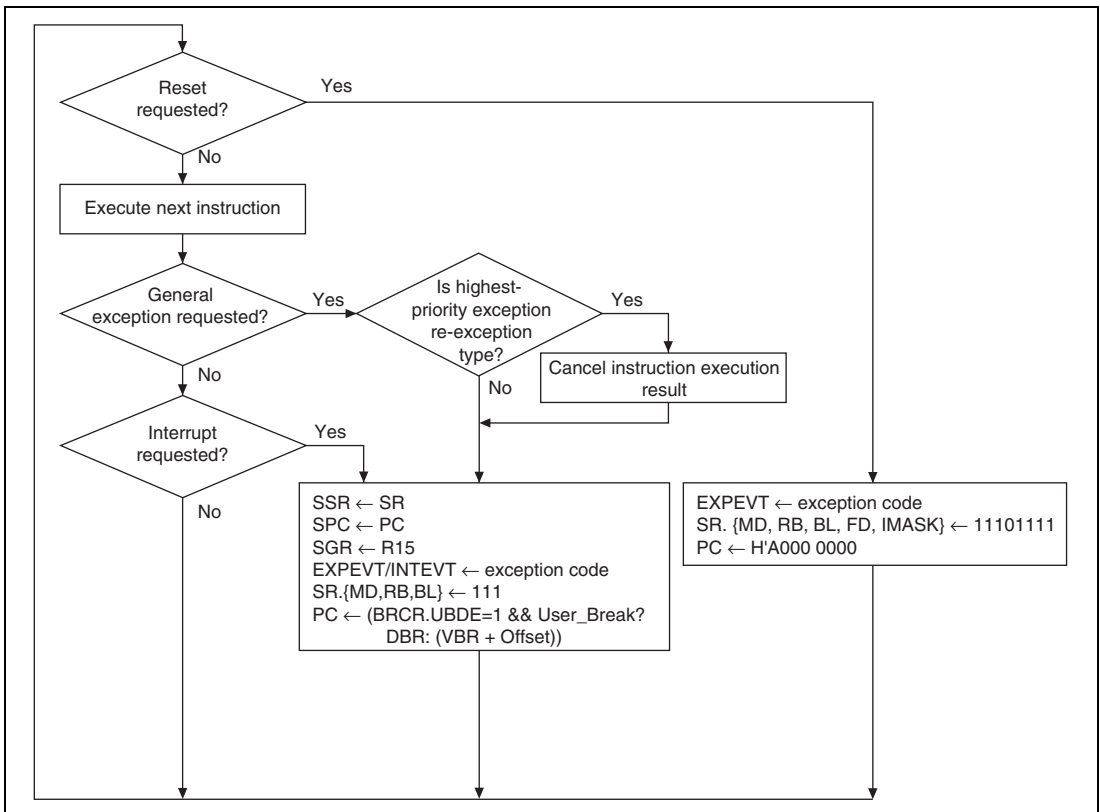 Reset
requested?
Yes
No
Execute next instruction
General
exception requested?
Yes
No
Is highest-
priority exception
re-exception
type?
Yes
No
Cancel instruction execution
result
Interrupt
requested?
Yes
No
SSR ← SR
SPC ← PC
SGR ← R15
EXPEVT/INTEVT ← exception code
SR.{MD,RB,BL} ← 111
PC ← (BRCR.UBDE=1 && User_Break?
DBR: (VBR + Offset))
EXPEVT ← exception code
SR. {MD, RB, BL, FD, IMASK} ← 11101111
PC ← H'A000 0000